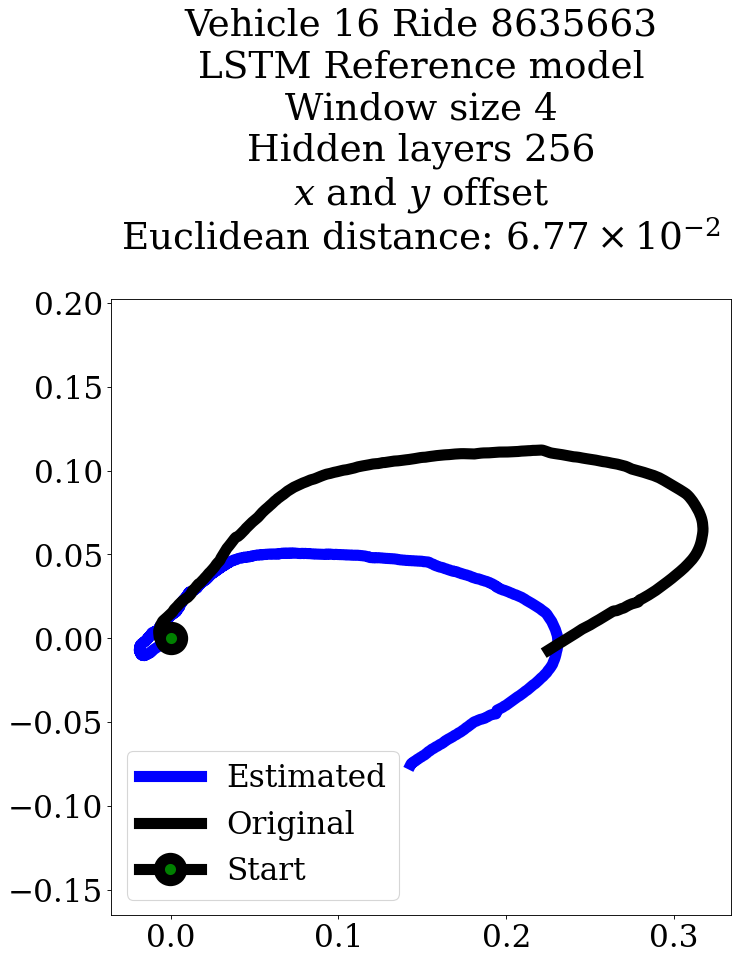 Vehicle 16 Ride 8635663
LSTM Reference model
Window size 4
Hidden layers 256
x and y offset
Euclidean distance: 6.77 × 10⁻²
0.20
0.15
0.10
0.05
0.00
−0.05
−0.10
−0.15
Estimated
Original
Start
0.0 0.1 0.2 0.3